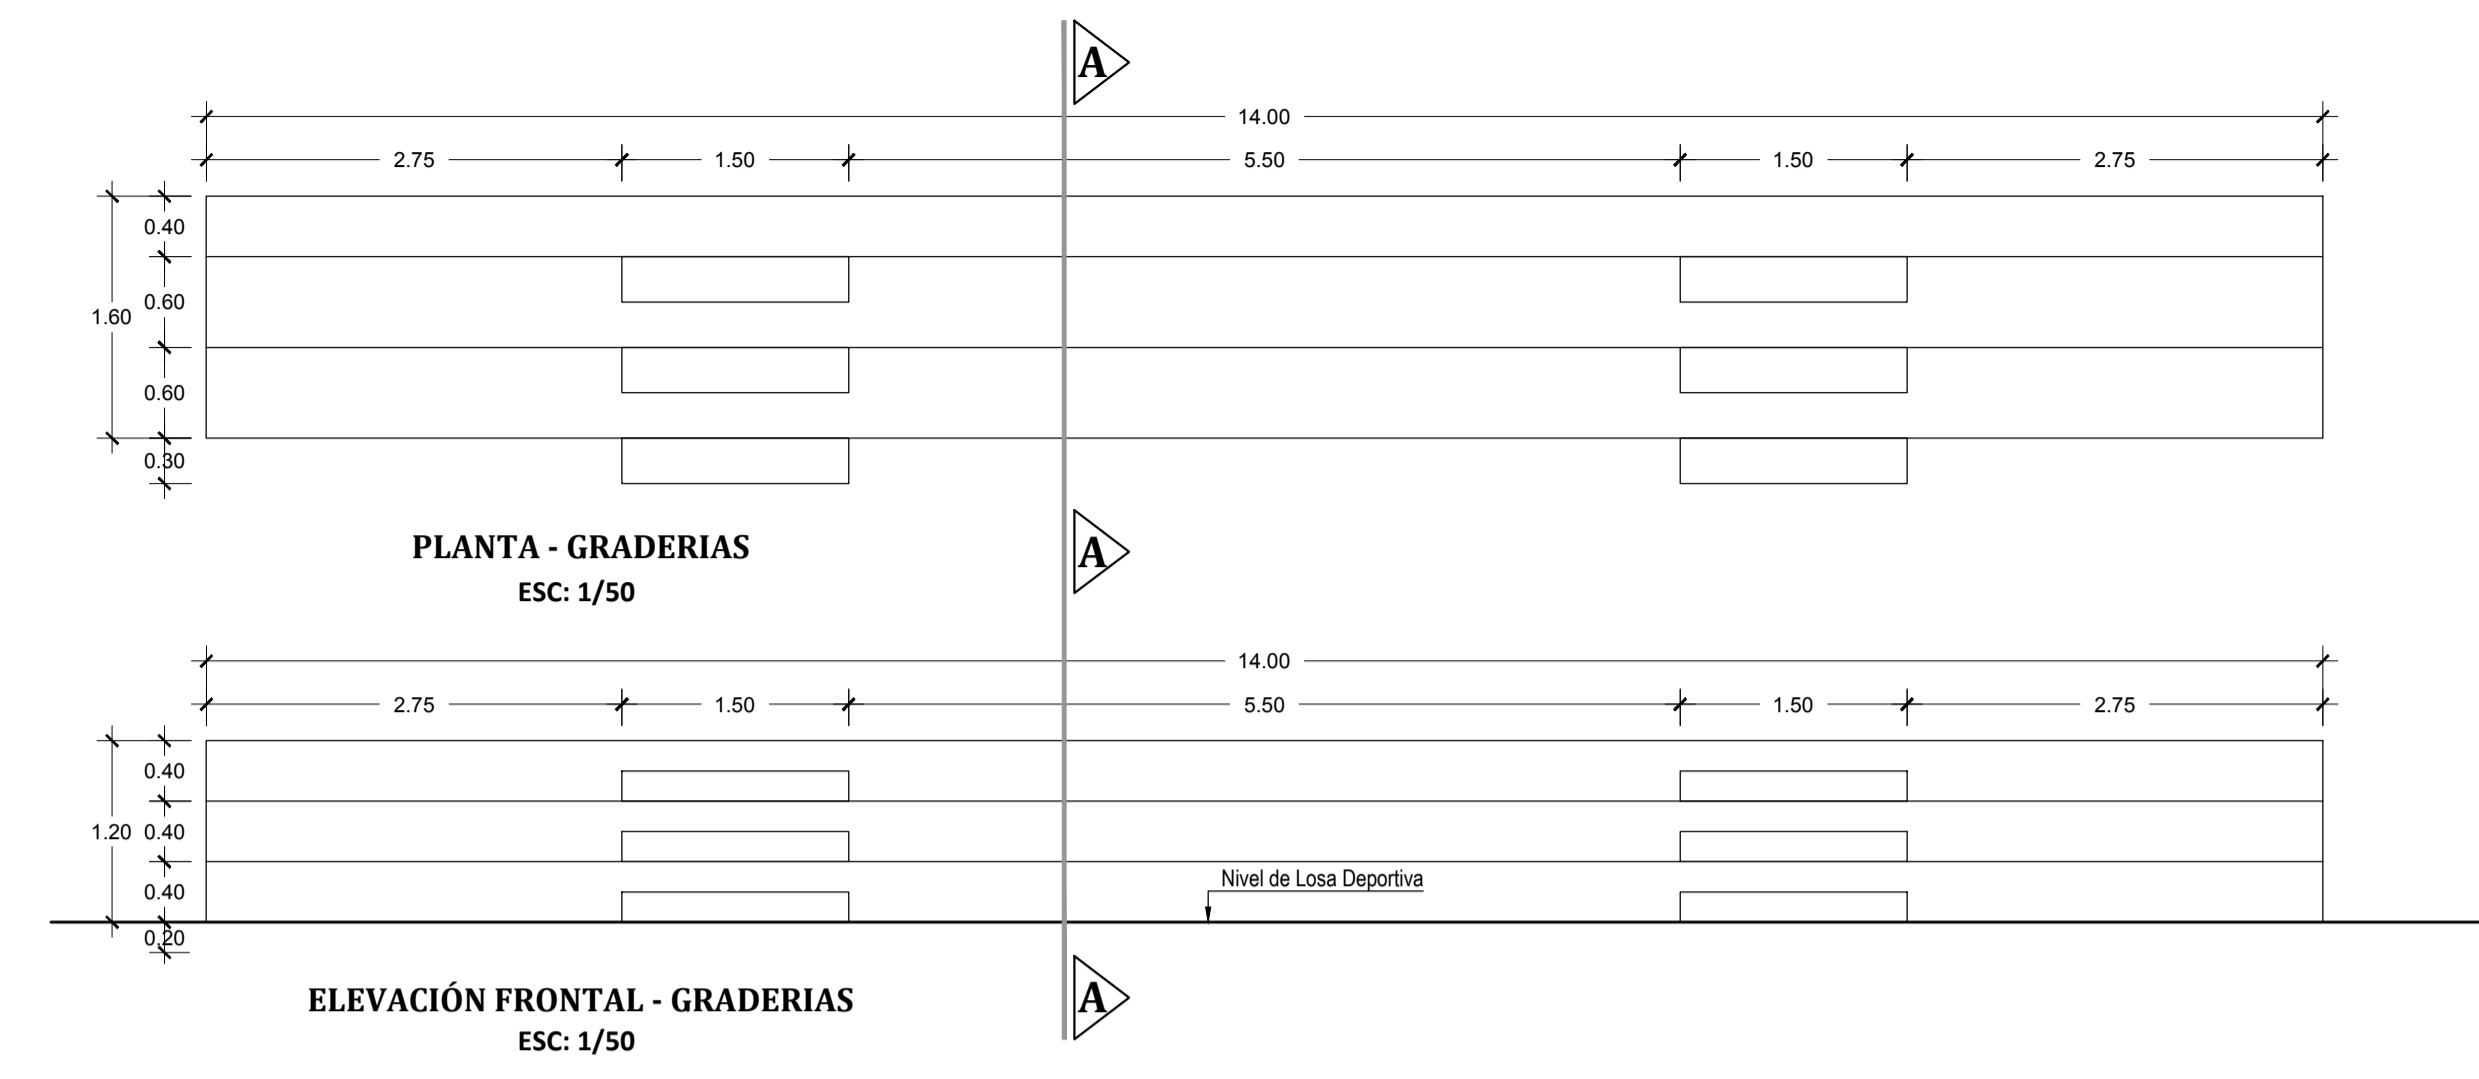 A
14.00
2.75 1.50 5.50 1.50 2.75
0.40
0.60
1.60
0.60
0.30
PLANTA - GRADERIAS
ESC: 1/50
A
14.00
2.75 1.50 5.50 1.50 2.75
0.40
1.20 0.40
Nivel de Losa Deportiva
0.40
0.20
ELEVACIÓN FRONTAL - GRADERIAS
ESC: 1/50
A